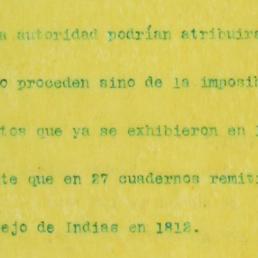 a autoridad podrían atribuirs
o proceden sino de la imposib
tos que ya se exhibieron en
te que en 27 cuadernos remiti
ejo de Indias en 1812.